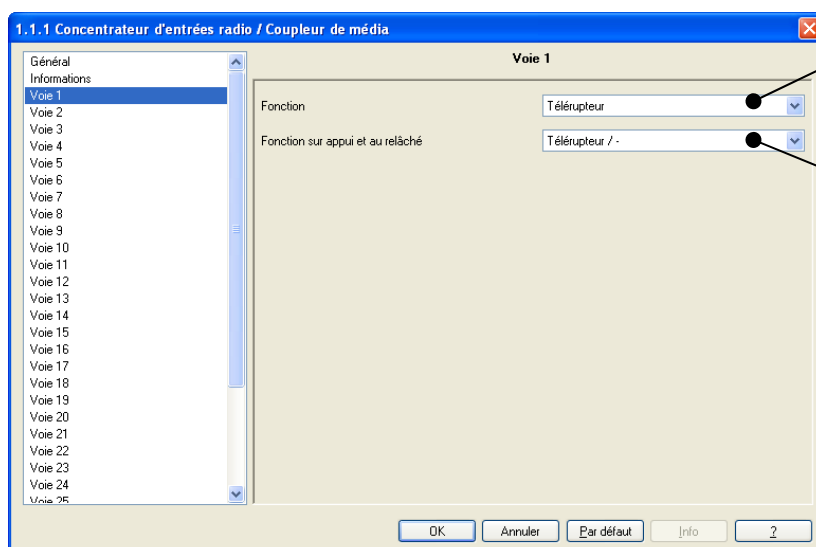 1.1.1 Concentrateur d'entrées radio / Coupleur de média
Général
Informations
Voie 1
Voie 2
Voie 3
Voie 4
Voie 5
Voie 6
Voie 7
Voie 8
Voie 9
Voie 10
Voie 11
Voie 12
Voie 13
Voie 14
Voie 15
Voie 16
Voie 17
Voie 18
Voie 19
Voie 20
Voie 21
Voie 22
Voie 23
Voie 24
Voie 25
Voie 1
Fonction
Télérupteur
Fonction sur appui et au relâché
Télérupteur / -
OK
Annuler
Par défaut
Info
?